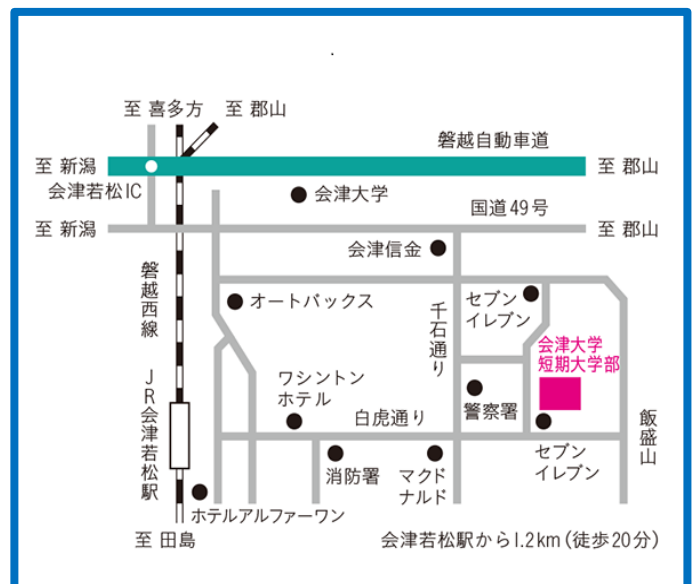 至 喜多方
至 郡山
磐越自動車道
至 新潟
至 郡山
会津若松IC
会津大学
国道49号
至 新潟
至 郡山
会津信金
磐越西線
オートバックス
千石通り
セブン
イレブン
会津大学
短期大学部
JR会津若松駅
ワシントン
ホテル
白虎通り
警察署
飯盛山
消防署
マクド
ナルド
セブン
イレブン
ホテルアルファーワン
至 田島
会津若松駅から1.2km(徒歩20分)